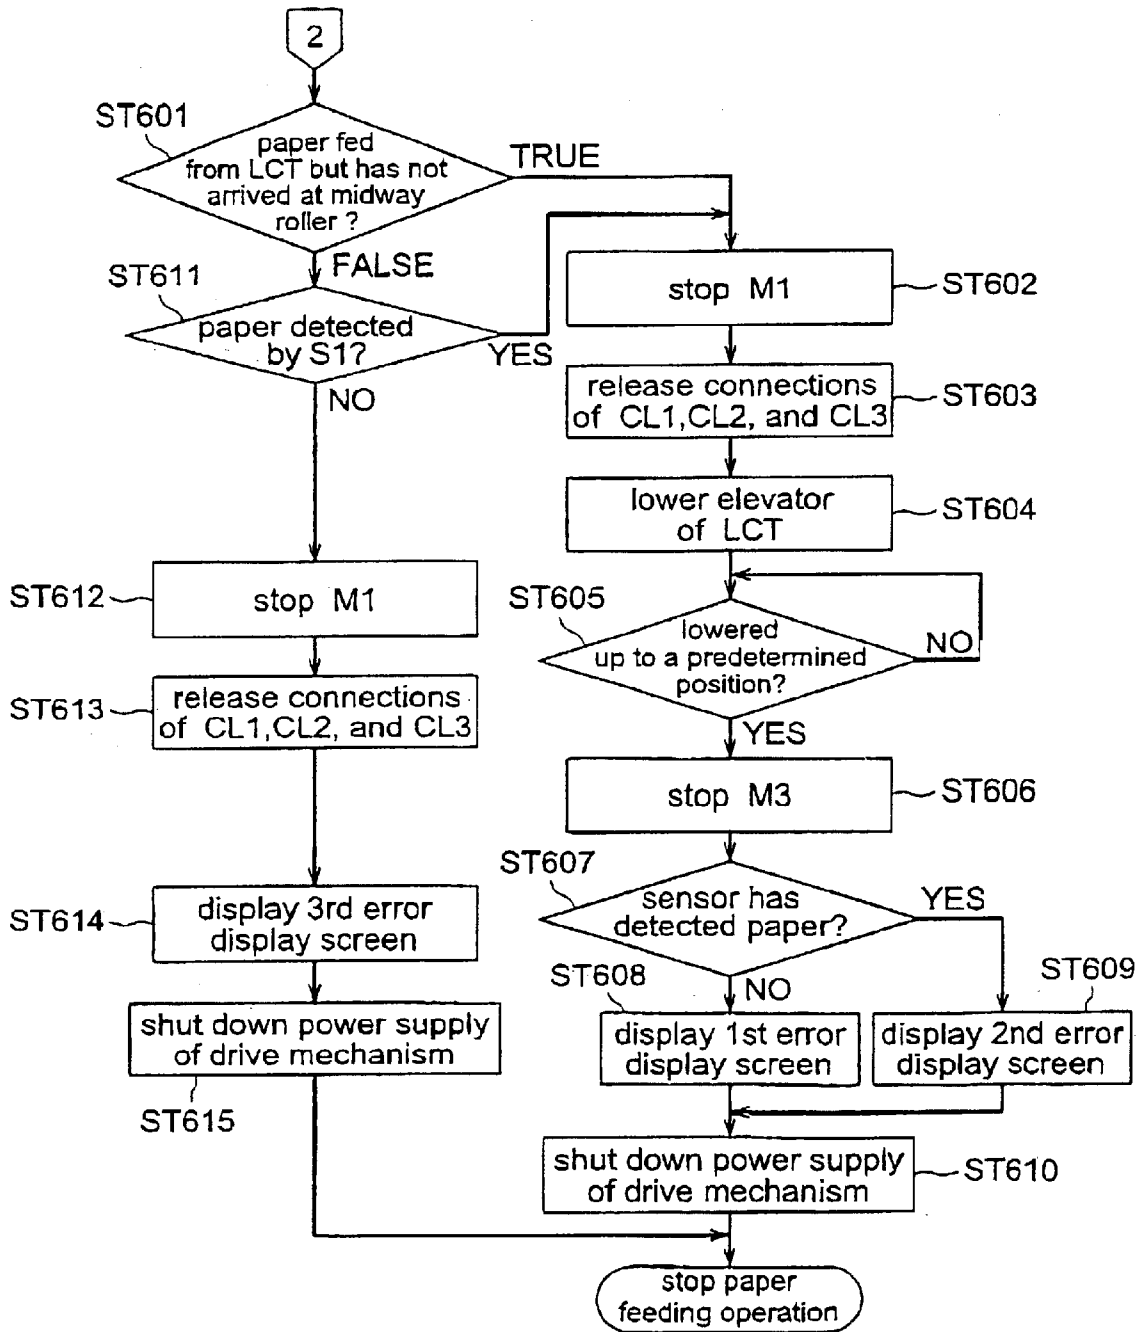 2
ST601
paper fed
from LCT but has not
arrived at midway
roller ?
TRUE
FALSE
ST611
paper detected
by S1?
YES
NO
stop M1
ST602
release connections
of CL1,CL2, and CL3
ST603
lower elevator
of LCT
ST604
ST605
lowered
up to a predetermined
position?
NO
YES
stop M3
ST606
ST607
sensor has
detected paper?
YES
NO
ST608
display 1st error
display screen
ST609
display 2nd error
display screen
shut down power supply
of drive mechanism
ST610
ST612
stop M1
ST613
release connections
of CL1,CL2, and CL3
ST614
display 3rd error
display screen
shut down power supply
of drive mechanism
ST615
stop paper
feeding operation